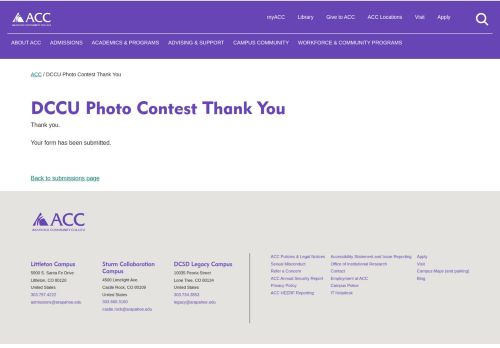 ACC
ARAPAHOE COMMUNITY COLLEGE
myACC Library Give to ACC ACC Locations Visit Apply
ABOUT ACC ADMISSIONS ACADEMICS & PROGRAMS ADVISING & SUPPORT CAMPUS COMMUNITY WORKFORCE & COMMUNITY PROGRAMS
ACC / DCCU Photo Contest Thank You
DCCU Photo Contest Thank You
Thank you.
Your form has been submitted.
Back to submissions page
ACC
ARAPAHOE COMMUNITY COLLEGE
Littleton Campus
5900 S. Santa Fe Drive
Littleton, CO 80120
United States
303.797.4222
admissions@arapahoe.edu
Sturm Collaboration
Campus
4500 Limelight Ave
Castle Rock, CO 80109
United States
303.660.3160
castle.rock@arapahoe.edu
DCSD Legacy Campus
10035 Peoria Street
Lone Tree, CO 80134
United States
303.734.3953
legacy@arapahoe.edu
ACC Policies & Legal Notices
Sexual Misconduct
Refer a Concern
ACC Annual Security Report
Privacy Policy
ACC HEERF Reporting
Accessibility Statement and Issue Reporting
Office of Institutional Research
Contact
Employment at ACC
Campus Police
IT Helpdesk
Apply
Visit
Campus Maps (and parking)
Blog